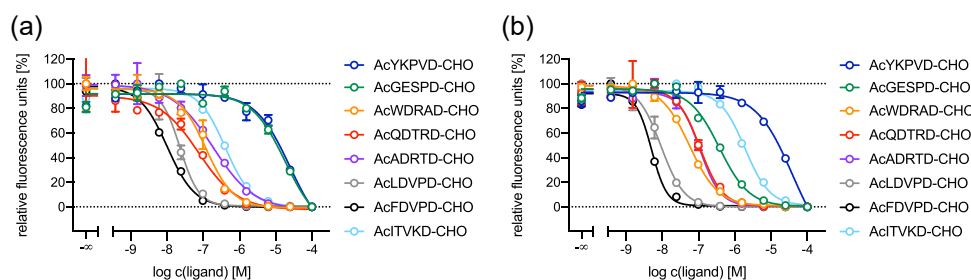 (a)
relative fluorescence units [%]
120
100
80
60
40
20
0
-∞ -9 -8 -7 -6 -5 -4
log c(ligand) [M]
AcYKPVD-CHO
AcGESPD-CHO
AcWDRAD-CHO
AcQDTRD-CHO
AcADRTD-CHO
AcLDVPD-CHO
AcFDVPD-CHO
AcITVKD-CHO
(b)
relative fluorescence units [%]
120
100
80
60
40
20
0
-∞ -9 -8 -7 -6 -5 -4
log c(ligand) [M]
AcYKPVD-CHO
AcGESPD-CHO
AcWDRAD-CHO
AcQDTRD-CHO
AcADRTD-CHO
AcLDVPD-CHO
AcFDVPD-CHO
AcITVKD-CHO